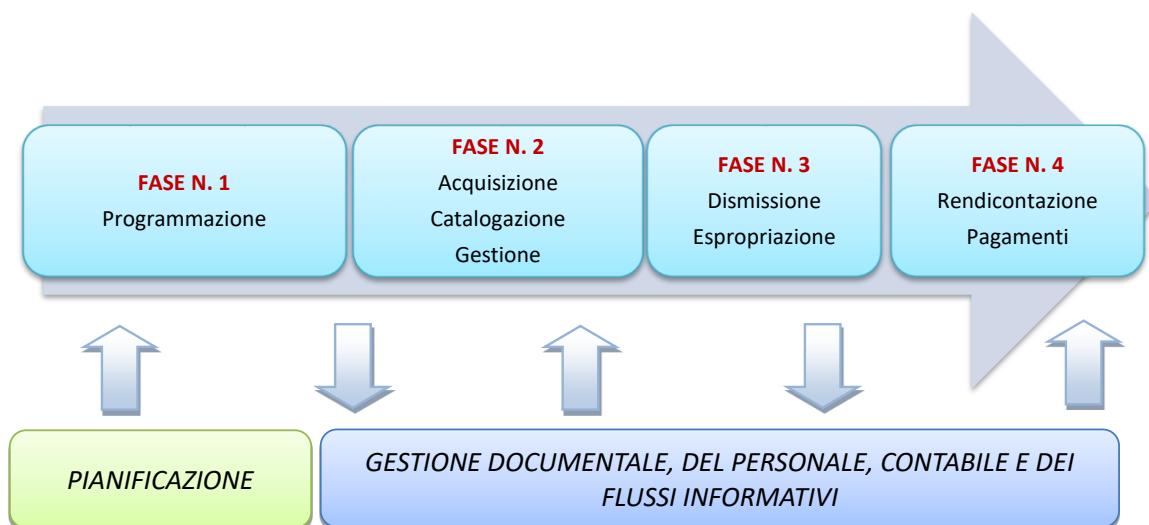 FASE N. 1
Programmazione
FASE N. 2
Acquisizione
Catalogazione
Gestione
FASE N. 3
Dismissione
Espropriazione
FASE N. 4
Rendicontazione
Pagamenti
PIANIFICAZIONE
GESTIONE DOCUMENTALE, DEL PERSONALE, CONTABILE E DEI
FLUSSI INFORMATIVI